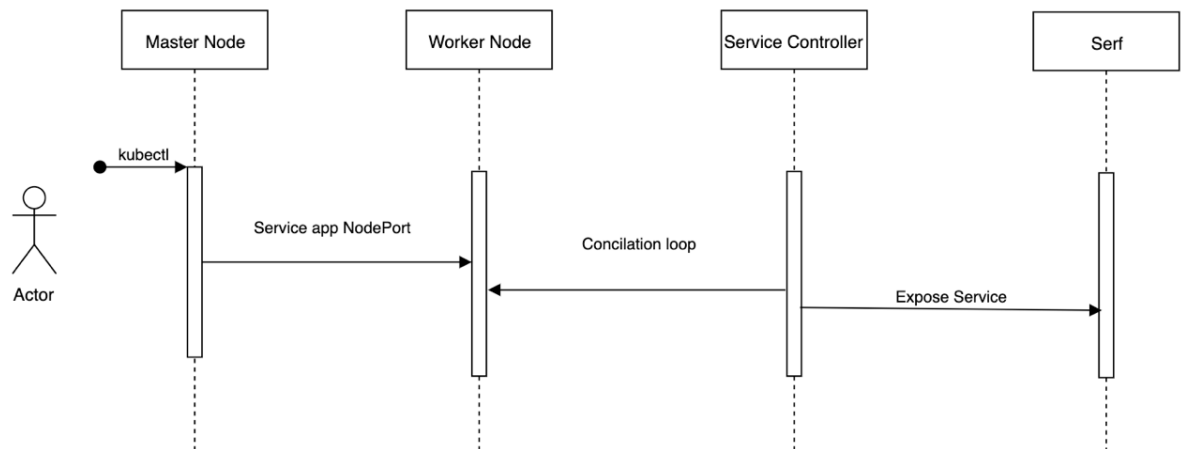 Master Node
Worker Node
Service Controller
Serf
kubectl
Service app NodePort
Concilation loop
Expose Service
Actor